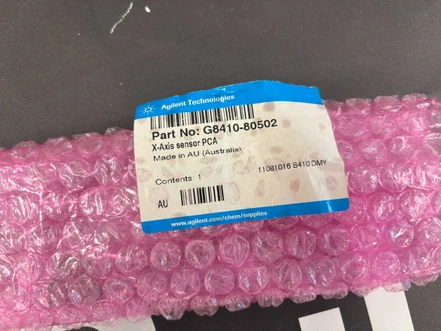 Agilent Technologies
Part No: G8410-80502
X-Axis sensor PCA
Made in AU (Australia)
Contents: 1
11081016 8410 DMY
AU
www.agilent.com/chem/supplies